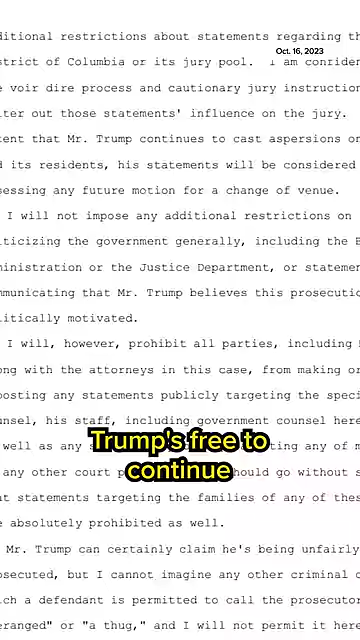 ditional restrictions about statements regarding th
Oct. 16, 2023
strict of Columbia or its jury pool. I am confiden
e voir dire process and cautionary jury instruction
lter out those statements' influence on the jury.
tent that Mr. Trump continues to cast aspersions on
d its residents, his statements will be considered
sessing any future motion for a change of venue.
I will not impose any additional restrictions on
iticizing the government generally, including the B
ministration or the Justice Department, or statemen
mmunicating that Mr. Trump believes this prosecutio
litically motivated.
I will, however, prohibit all parties, including
ong with the attorneys in this case, from making or
posting any statements publicly targeting the speci
unsel, his staff, including government counsel here
well as any s
Trump's free to
ting any of m
any other court p
continue
hould go without s
at statements targeting the families of any of thes
e absolutely prohibited as well.
Mr. Trump can certainly claim he's being unfairly
osecuted, but I cannot imagine any other criminal c
ich a defendant is permitted to call the prosecutor
eranged" or "a thug," and I will not permit it here